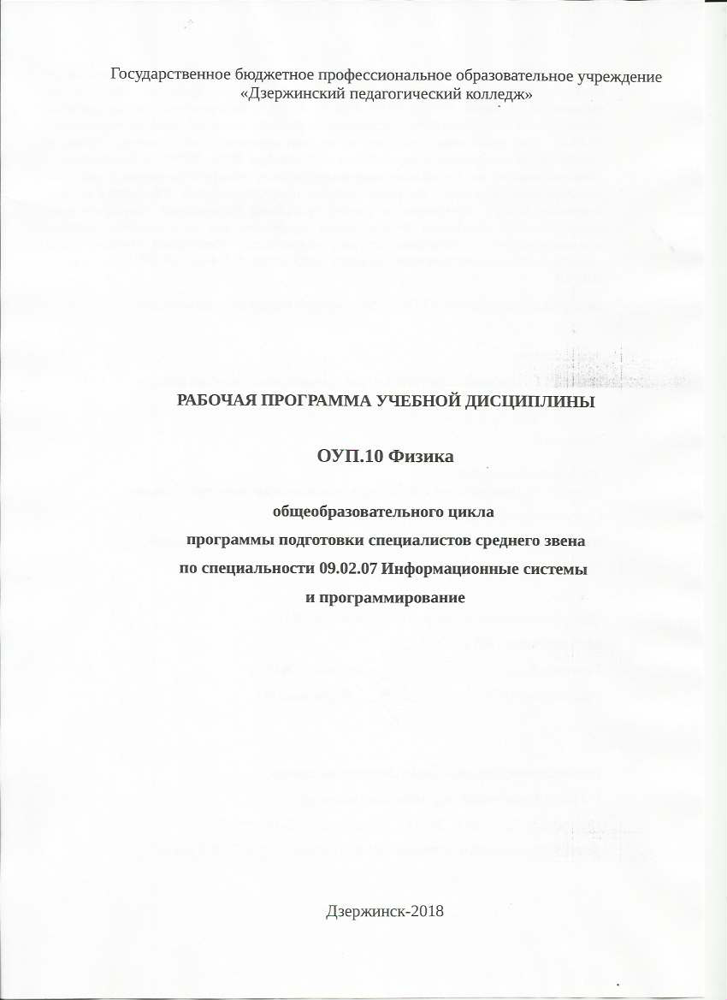 Государственное бюджетное профессиональное образовательное учреждение
«Дзержинский педагогический колледж»
РАБОЧАЯ ПРОГРАММА УЧЕБНОЙ ДИСЦИПЛИНЫ
ОУП.10 Физика
общеобразовательного цикла
программы подготовки специалистов среднего звена
по специальности 09.02.07 Информационные системы
и программирование
Дзержинск-2018